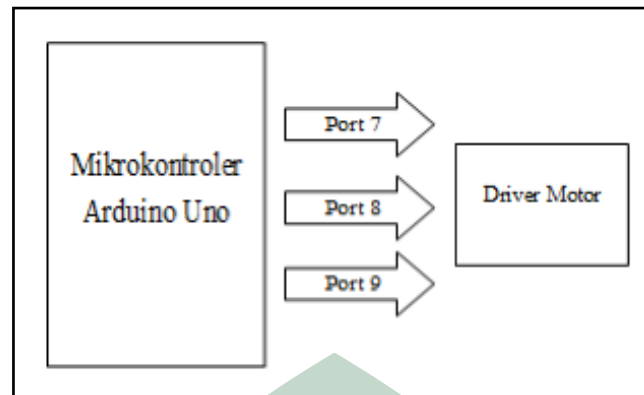 Mikrokontroler
Arduino Uno
Port 7
Port 8
Port 9
Driver Motor